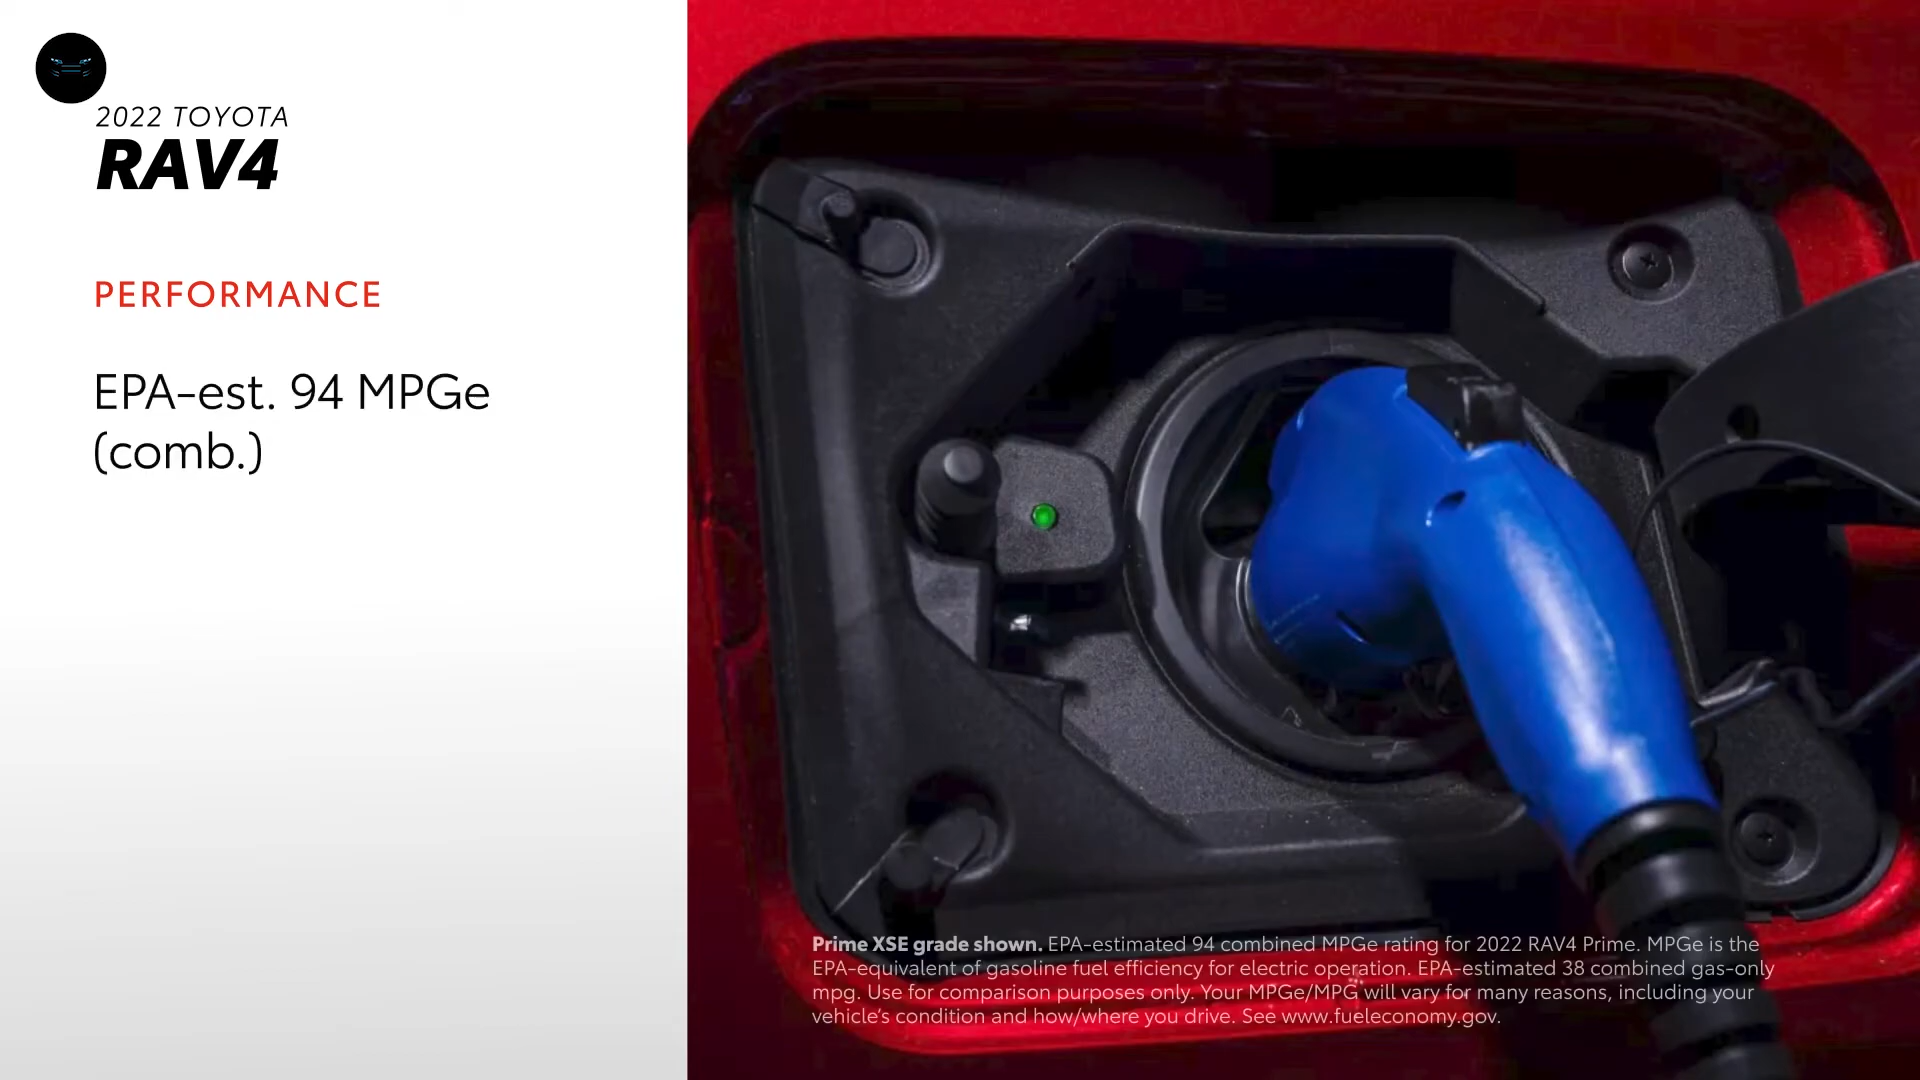 2022 TOYOTA
RAV4
PERFORMANCE
EPA-est. 94 MPGe
(comb.)
Prime XSE grade shown. EPA-estimated 94 combined MPGe rating for 2022 RAV4 Prime. MPGe is the
EPA-equivalent of gasoline fuel efficiency for electric operation. EPA-estimated 38 combined gas-only
mpg. Use for comparison purposes only. Your MPGe/MPG will vary for many reasons, including your
vehicle's condition and how/where you drive. See www.fueleconomy.gov.